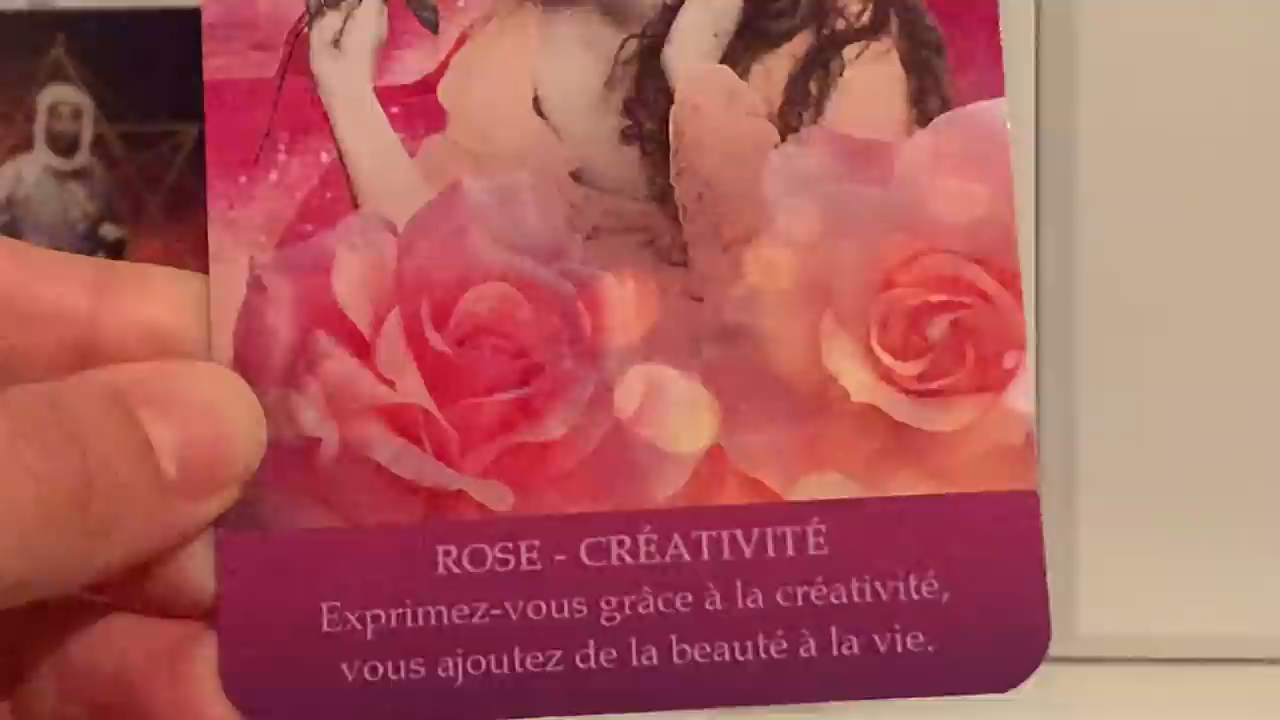 ROSE - CRÉATIVITÉ
Exprimez-vous grâce à la créativité,
vous ajoutez de la beauté à la vie.